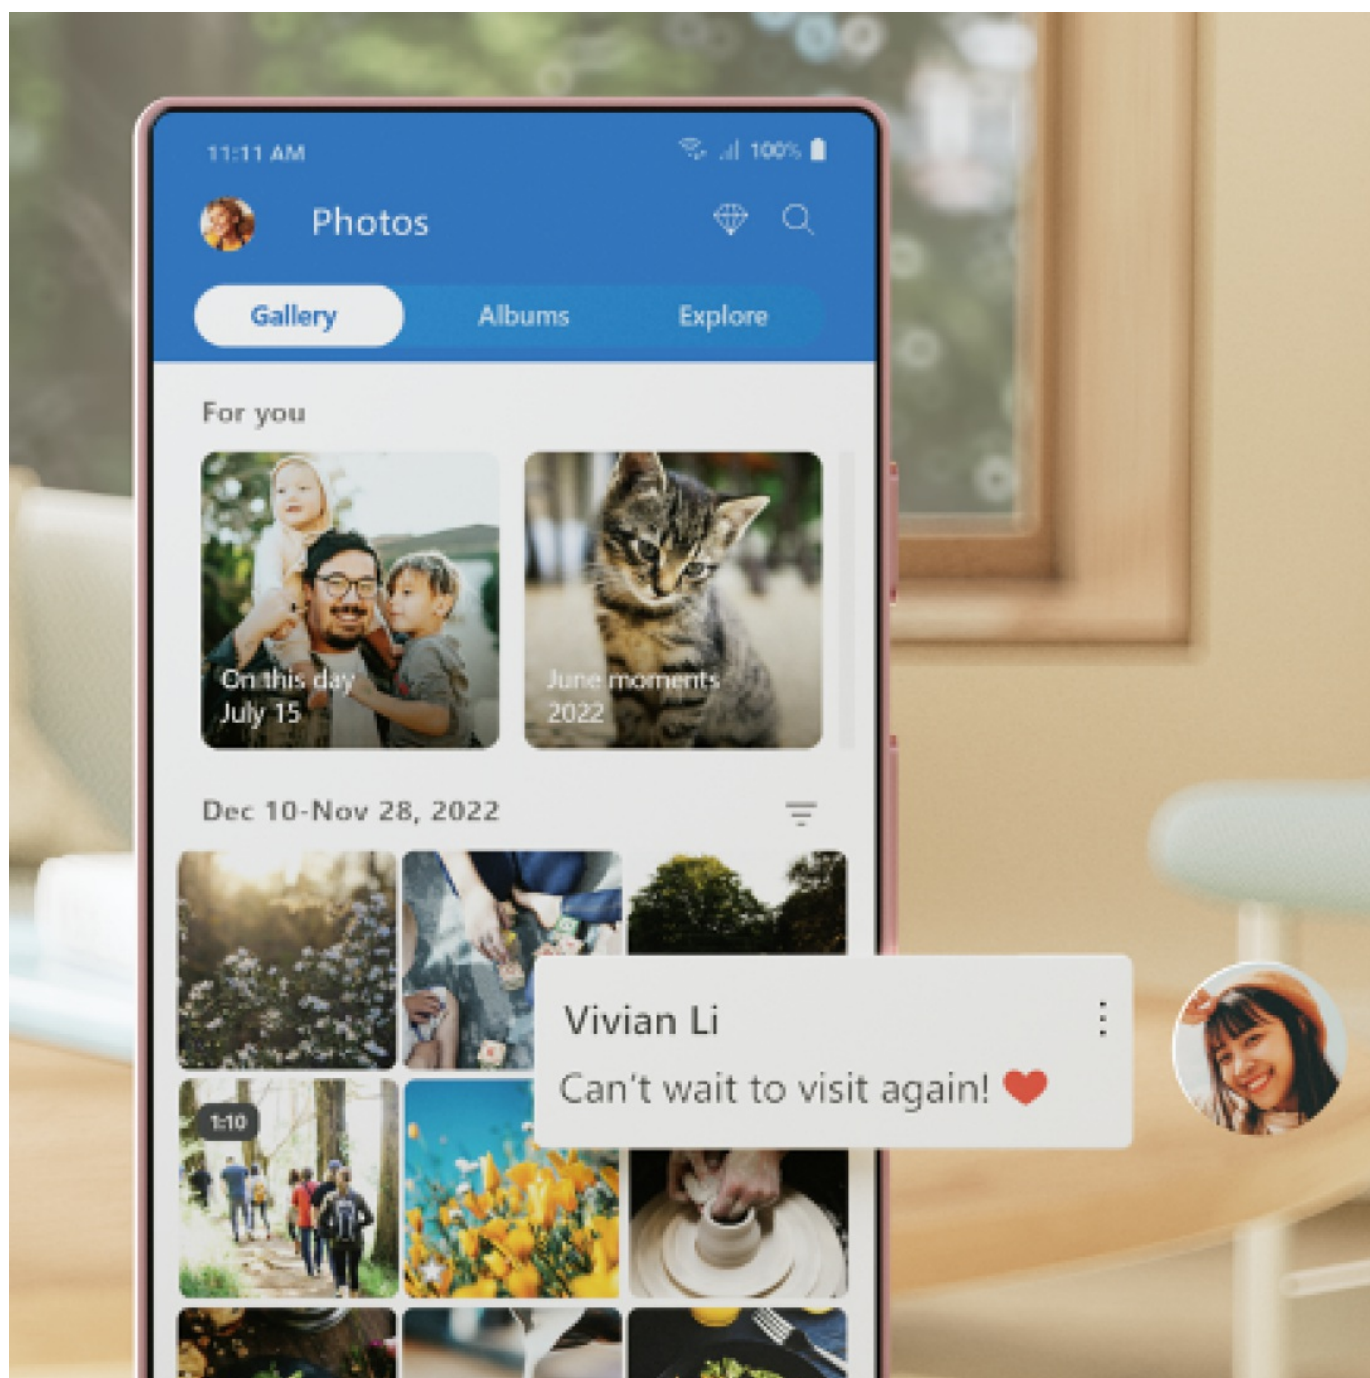 11:11 AM
100%
Photos
Gallery
Albums
Explore
For you
On this day
July 15
June moments
2022
Dec 10-Nov 28, 2022
Vivian Li
Can't wait to visit again! ❤
1:10